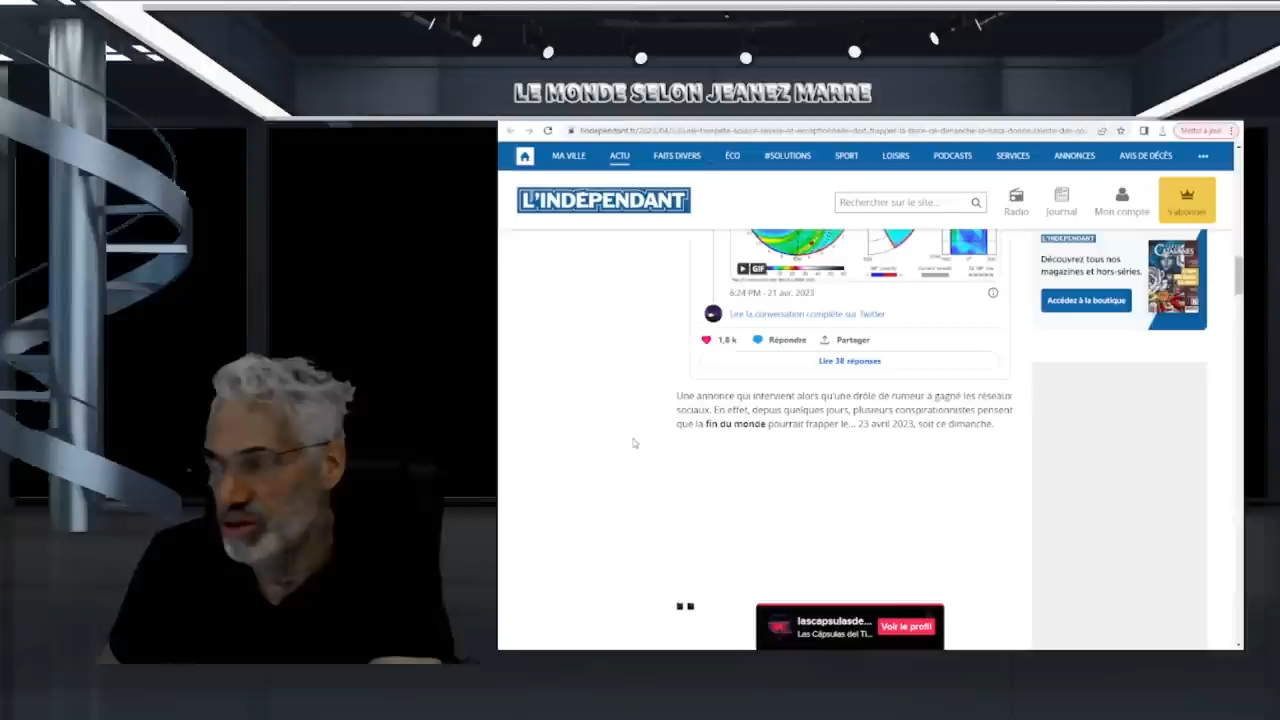 LE MONDE SELON JEANEZ MARRE
Mettre à jour
MA VILLE ACTU FAITS DIVERS ÉCO #SOLUTIONS SPORT LOISIRS PODCASTS SERVICES ANNONCES AVIS DE DÉCÈS
L'INDÉPENDANT
Rechercher sur le site...
Radio Journal Mon compte S'abonner
L'INDÉPENDANT
Découvrez tous nos
magazines et hors-séries.
Accédez à la boutique
GIF
6:24 PM · 21 avr. 2023
Lire la conversation complète sur Twitter
1,8 k Répondre Partager
Lire 38 réponses
Une annonce qui intervient alors qu'une drôle de rumeur a gagné les réseaux
sociaux. En effet, depuis quelques jours, plusieurs conspirationnistes pensent
que la fin du monde pourrait frapper le... 23 avril 2023, soit ce dimanche.
lascapsulasde...
Las Cápsulas del Ti...
Voir le profil